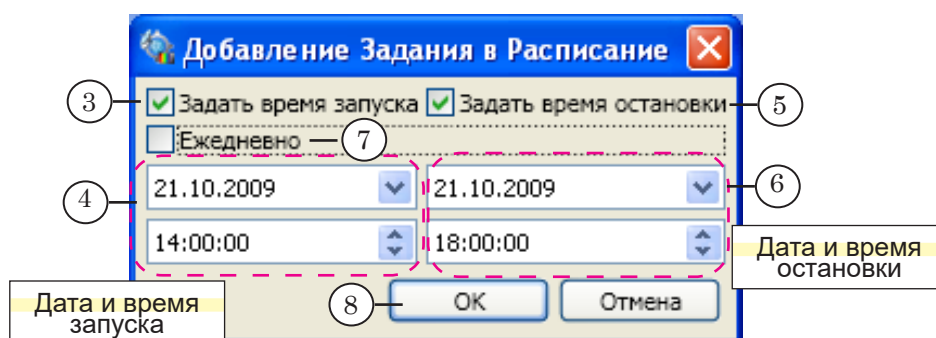 Добавление Задания в Расписание
3 Задать время запуска Задать время остановки 5
Ежедневно 7
4 21.10.2009 21.10.2009 6
14:00:00 18:00:00
Дата и время
остановки
8 OK Отмена
Дата и время
запуска